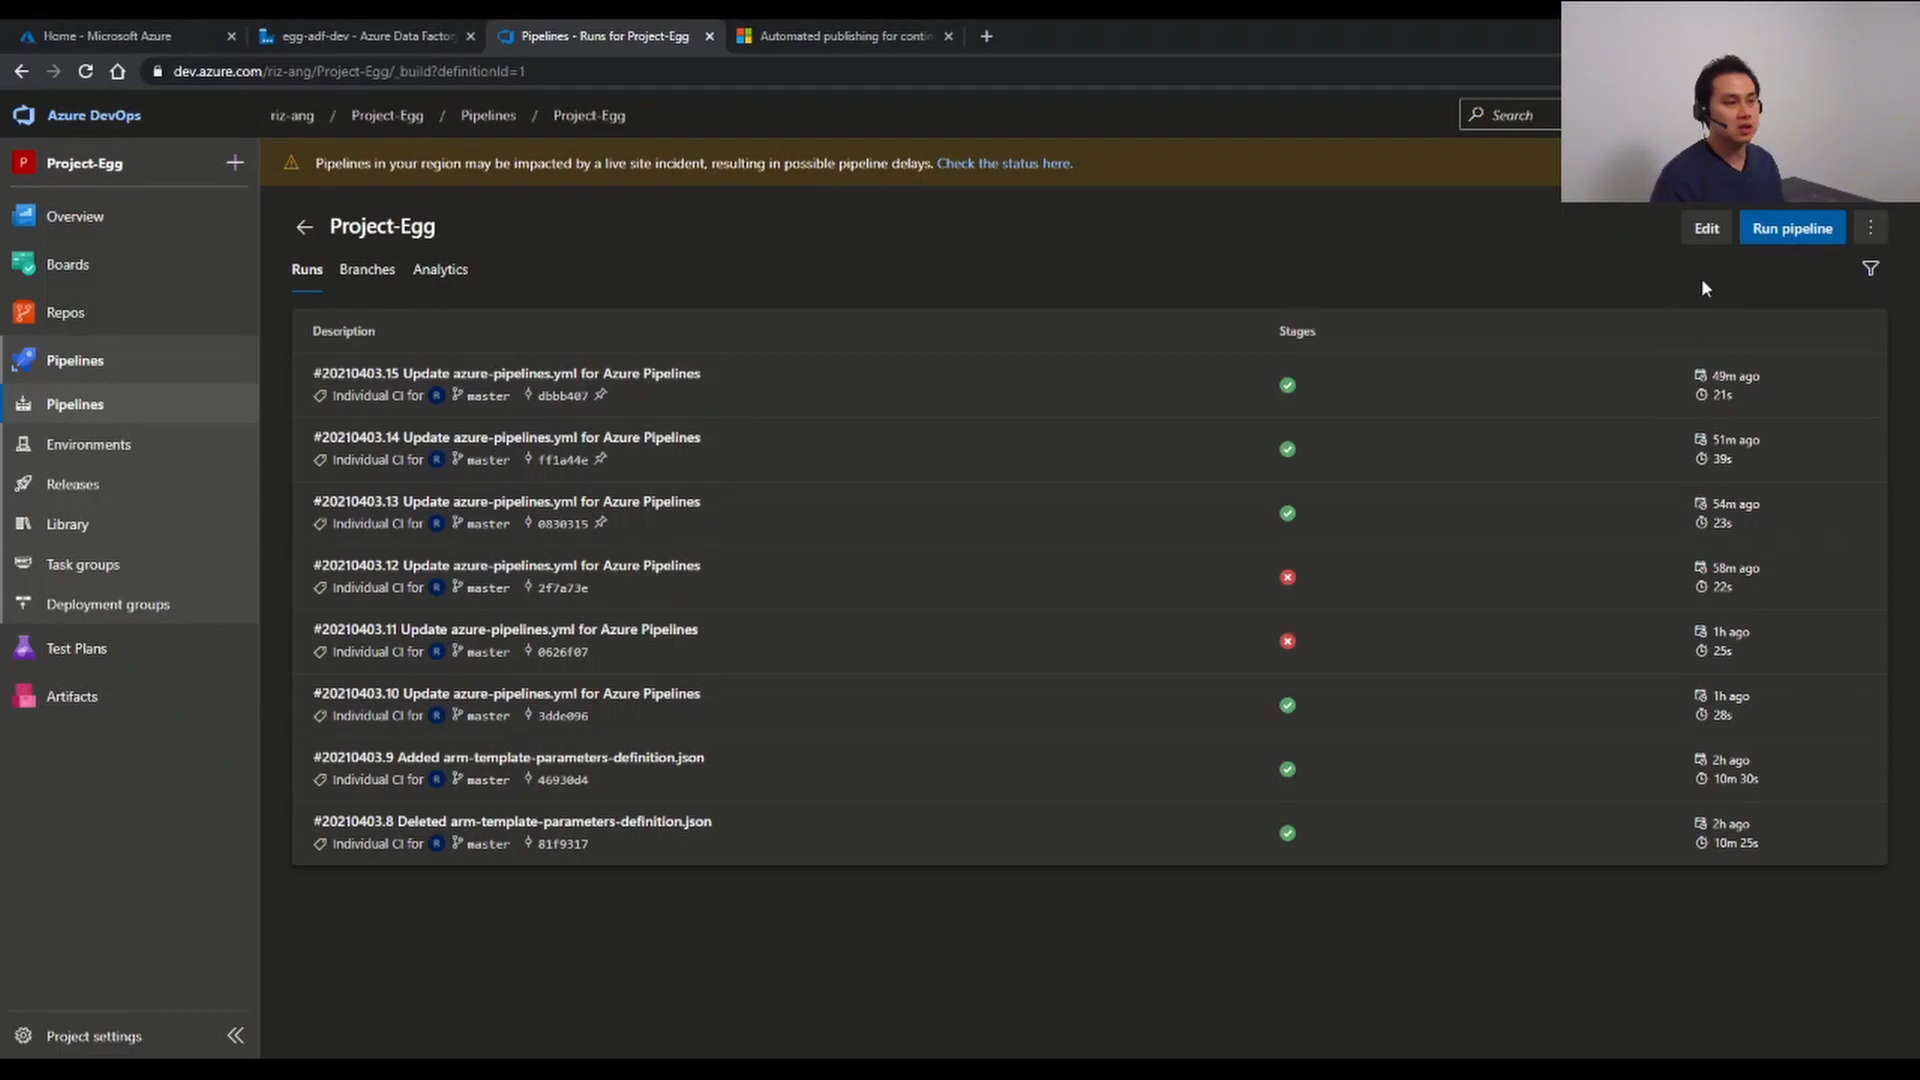 Home - Microsoft Azure
egg-adf-dev - Azure Data Factory
Pipelines - Runs for Project-Egg
Automated publishing for contin
dev.azure.com/riz-ang/Project-Egg/_build?definitionId=1
Azure DevOps
riz-ang / Project-Egg / Pipelines / Project-Egg
Search
P Project-Egg
Pipelines in your region may be impacted by a live site incident, resulting in possible pipeline delays. Check the status here.
Overview
Boards
Repos
Pipelines
Pipelines
Environments
Releases
Library
Task groups
Deployment groups
Test Plans
Artifacts
Project settings
Project-Egg
Edit
Run pipeline
Runs Branches Analytics
Description Stages
#20210403.15 Update azure-pipelines.yml for Azure Pipelines
Individual CI for R master dbbb407
49m ago
21s
#20210403.14 Update azure-pipelines.yml for Azure Pipelines
Individual CI for R master ff1a44e
51m ago
39s
#20210403.13 Update azure-pipelines.yml for Azure Pipelines
Individual CI for R master 0830315
54m ago
23s
#20210403.12 Update azure-pipelines.yml for Azure Pipelines
Individual CI for R master 2f7a73e
58m ago
22s
#20210403.11 Update azure-pipelines.yml for Azure Pipelines
Individual CI for R master 0626f07
1h ago
25s
#20210403.10 Update azure-pipelines.yml for Azure Pipelines
Individual CI for R master 3dde096
1h ago
28s
#20210403.9 Added arm-template-parameters-definition.json
Individual CI for R master 46930d4
2h ago
10m 30s
#20210403.8 Deleted arm-template-parameters-definition.json
Individual CI for R master 81f9317
2h ago
10m 25s